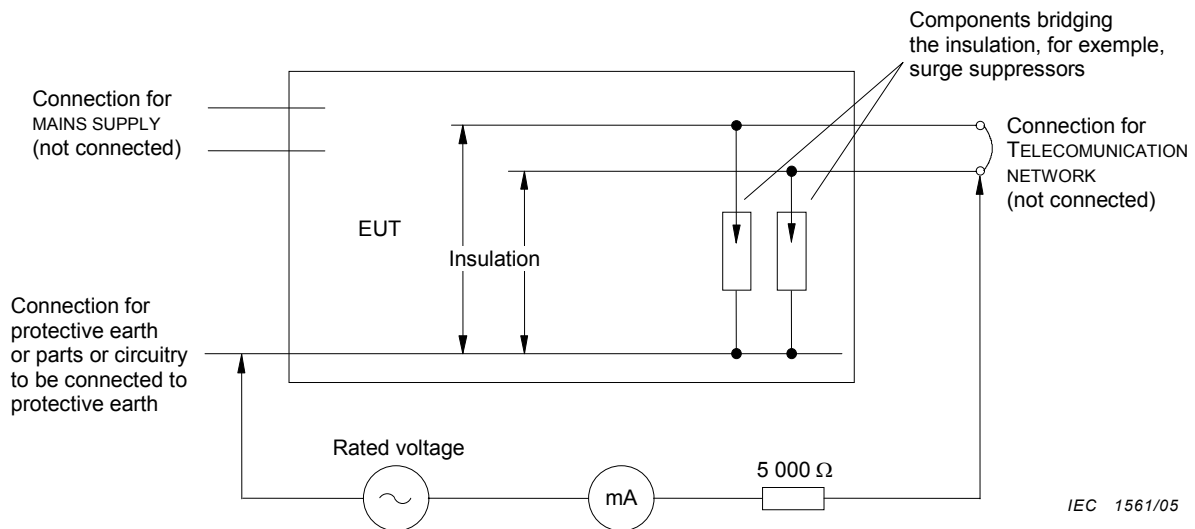 Components bridging
the insulation, for exemple,
surge suppressors
Connection for
MAINS SUPPLY
(not connected)
Connection for
TELECOMUNICATION
NETWORK
(not connected)
EUT
Insulation
Connection for
protective earth
or parts or circuitry
to be connected to
protective earth
Rated voltage
mA
5 000 Ω
IEC 1561/05